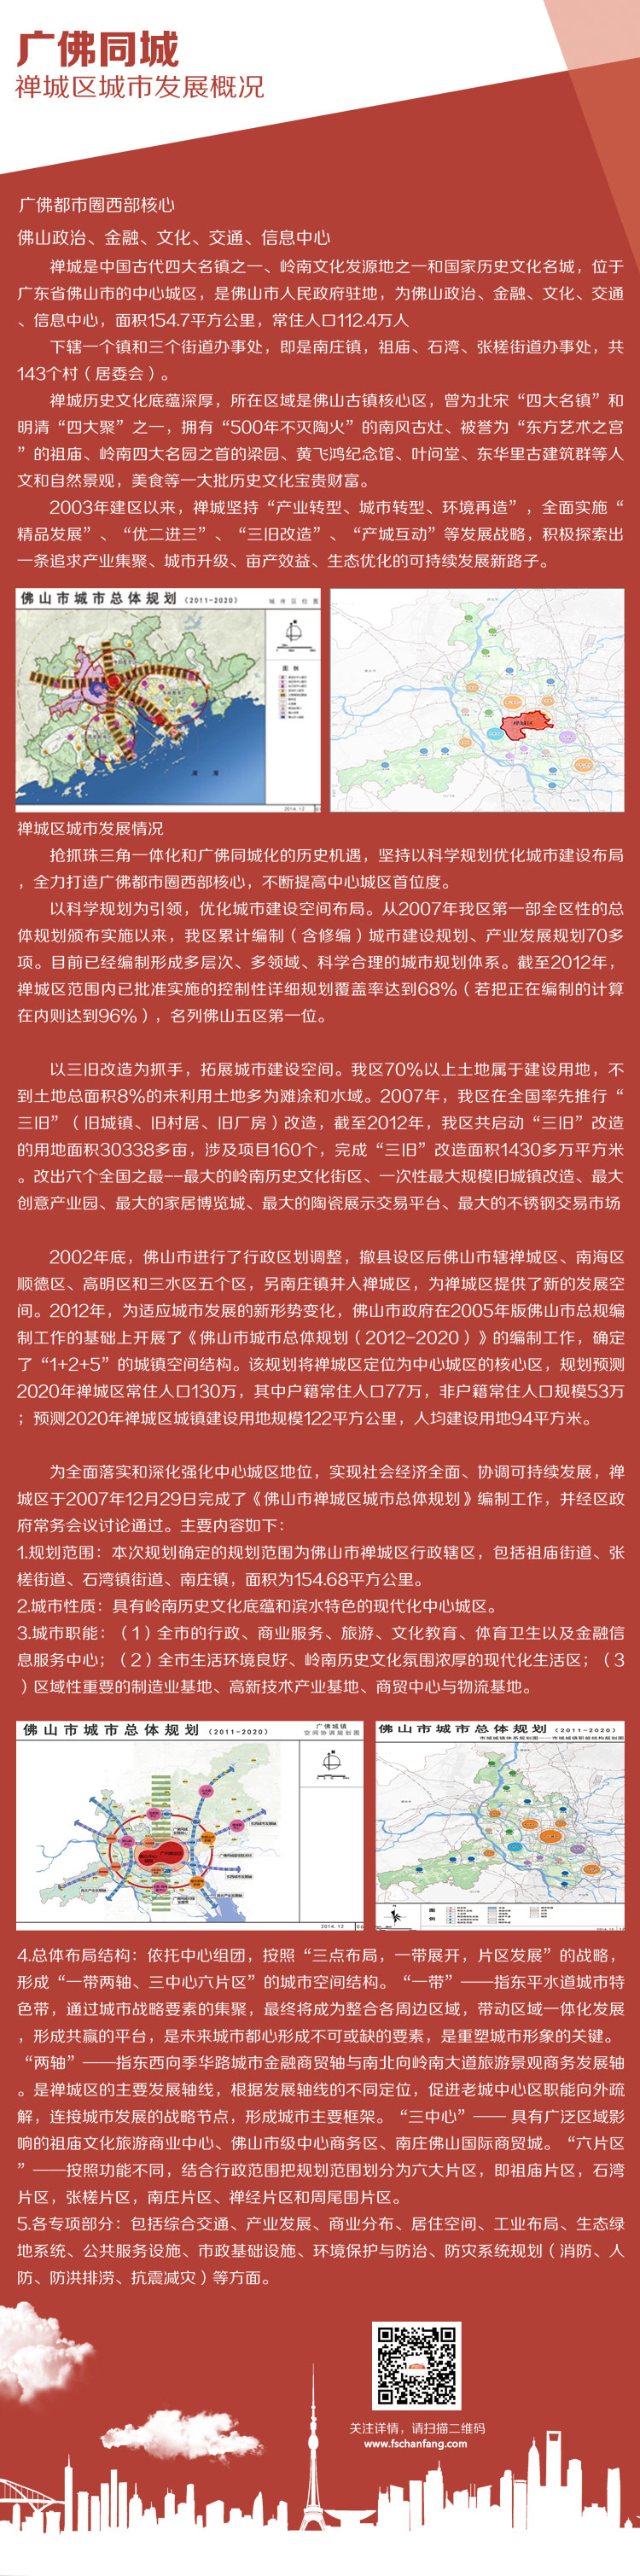 广佛同城
禅城区城市发展概况
广佛都市圈西部核心
佛山政治、金融、文化、交通、信息中心
禅城是中国古代四大名镇之一、岭南文化发源地之一和国家历史文化名城，位于
广东省佛山市的中心城区，是佛山市人民政府驻地，为佛山政治、金融、文化、交通
、信息中心，面积154.7平方公里，常住人口112.4万人
下辖一个镇和三个街道办事处，即是南庄镇，祖庙、石湾、张槎街道办事处，共
143个村（居委会）。
禅城历史文化底蕴深厚，所在区域是佛山古镇核心区，曾为北宋“四大名镇”和
明清“四大聚”之一，拥有“500年不灭陶火”的南风古灶、被誉为“东方艺术之宫
”的祖庙、岭南四大名园之首的梁园、黄飞鸿纪念馆、叶问堂、东华里古建筑群等人
文和自然景观，美食等一大批历史文化宝贵财富。
2003年建区以来，禅城坚持“产业转型、城市转型、环境再造”，全面实施“
精品发展”、“优二进三”、“三旧改造”、“产城互动”等发展战略，积极探索出
一条追求产业集聚、城市升级、亩产效益、生态优化的可持续发展新路子。
佛山市城市总体规划（2011-2020）
图例
南海
2014.12
禅城区城市发展情况
抢抓珠三角一体化和广佛同城化的历史机遇，坚持以科学规划优化城市建设布局
，全力打造广佛都市圈西部核心，不断提高中心城区首位度。
以科学规划为引领，优化城市建设空间布局。从2007年我区第一部全区性的总
体规划颁布实施以来，我区累计编制（含修编）城市建设规划、产业发展规划70多
项。目前已经编制形成多层次、多领域、科学合理的城市规划体系。截至2012年，
禅城区范围内已批准实施的控制性详细规划覆盖率达到68%（若把正在编制的计算
在内则达到96%），名列佛山五区第一位。
以三旧改造为抓手，拓展城市建设空间。我区70%以上土地属于建设用地，不
到土地总面积8%的未利用土地多为滩涂和水域。2007年，我区在全国率先推行“
三旧”（旧城镇、旧村居、旧厂房）改造，截至2012年，我区共启动“三旧”改造
的用地面积30338多亩，涉及项目160个，完成“三旧”改造面积1430多万平方米
。改出六个全国之最--最大的岭南历史文化街区、一次性最大规模旧城镇改造、最大
创意产业园、最大的家居博览城、最大的陶瓷展示交易平台、最大的不锈钢交易市场
2002年底，佛山市进行了行政区划调整，撤县设区后佛山市辖禅城区、南海区
顺德区、高明区和三水区五个区，另南庄镇并入禅城区，为禅城区提供了新的发展空
间。2012年，为适应城市发展的新形势变化，佛山市政府在2005年版佛山市总规编
制工作的基础上开展了《佛山市城市总体规划（2012-2020）》的编制工作，确定
了“1+2+5”的城镇空间结构。该规划将禅城区定位为中心城区的核心区，规划预测
2020年禅城区常住人口130万，其中户籍常住人口77万，非户籍常住人口规模53万
；预测2020年禅城区城镇建设用地规模122平方公里，人均建设用地94平方米。
为全面落实和深化强化中心城区地位，实现社会经济全面、协调可持续发展，禅
城区于2007年12月29日完成了《佛山市禅城区城市总体规划》编制工作，并经区政
府常务会议讨论通过。主要内容如下：
1.规划范围：本次规划确定的规划范围为佛山市禅城区行政辖区，包括祖庙街道、张
槎街道、石湾镇街道、南庄镇，面积为154.68平方公里。
2.城市性质：具有岭南历史文化底蕴和滨水特色的现代化中心城区。
3.城市职能：（1）全市的行政、商业服务、旅游、文化教育、体育卫生以及金融信
息服务中心；（2）全市生活环境良好、岭南历史文化氛围浓厚的现代化生活区；（3
）区域性重要的制造业基地、高新技术产业基地、商贸中心与物流基地。
佛山市城市总体规划（2011-2020）
广佛城镇
空间协调规划图
2014.12
佛山市城市总体规划（2011-2020）
4.总体布局结构：依托中心组团，按照“三点布局，一带展开，片区发展”的战略，
形成“一带两轴、三中心六片区”的城市空间结构。“一带”——指东平水道城市特
色带，通过城市战略要素的集聚，最终将成为整合各周边区域，带动区域一体化发展
，形成共赢的平台，是未来城市都心形成不可或缺的要素，是重塑城市形象的关键。
“两轴”——指东西向季华路城市金融商贸轴与南北向岭南大道旅游景观商务发展轴
。是禅城区的主要发展轴线，根据发展轴线的不同定位，促进老城中心区职能向外疏
解，连接城市发展的战略节点，形成城市主要框架。“三中心”—— 具有广泛区域影
响的祖庙文化旅游商业中心、佛山市级中心商务区、南庄佛山国际商贸城。“六片区
”——按照功能不同，结合行政范围把规划范围划分为六大片区，即祖庙片区，石湾
片区，张槎片区，南庄片区、禅经片区和周尾围片区。
5.各专项部分：包括综合交通、产业发展、商业分布、居住空间、工业布局、生态绿
地系统、公共服务设施、市政基础设施、环境保护与防治、防灾系统规划（消防、人
防、防洪排涝、抗震减灾）等方面。
关注详情，请扫描二维码
www.fschanfang.com